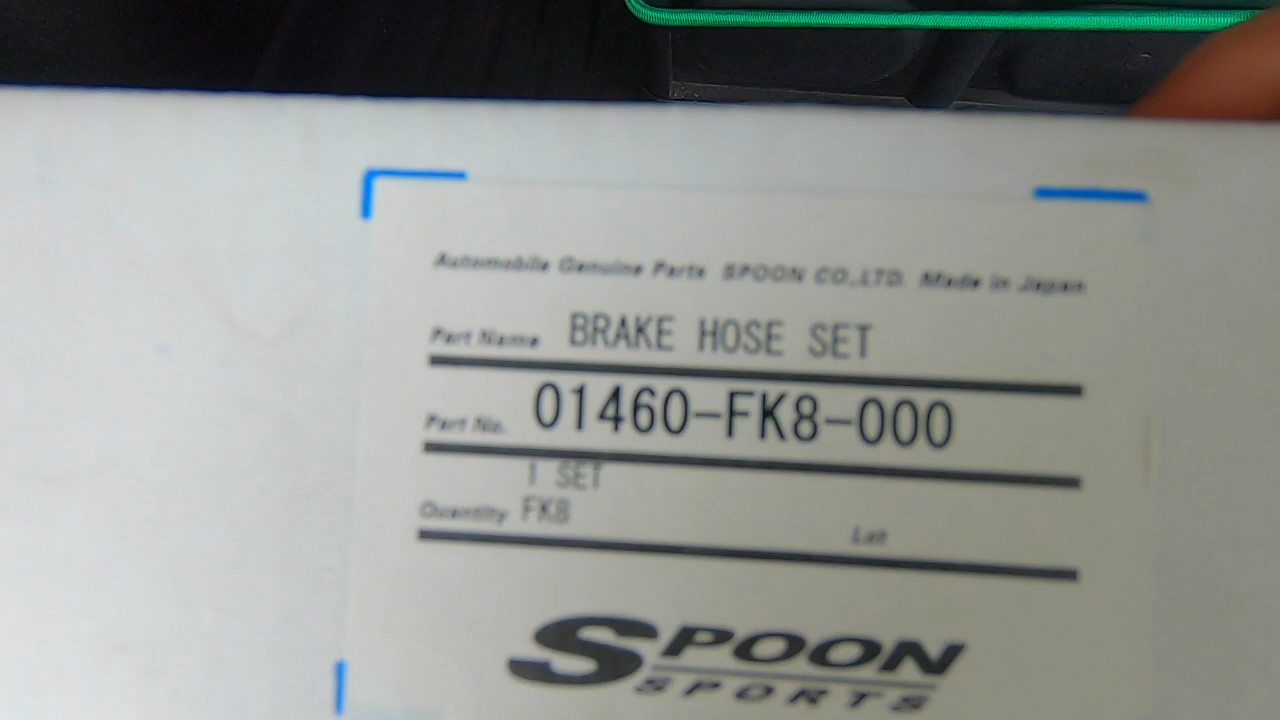 Automobile Genuine Parts SPOON CO.,LTD. Made in Japan
Part Name BRAKE HOSE SET
Part No. 01460-FK8-000
1 SET
Quantity FK8
Lot
SPOON
SPORTS